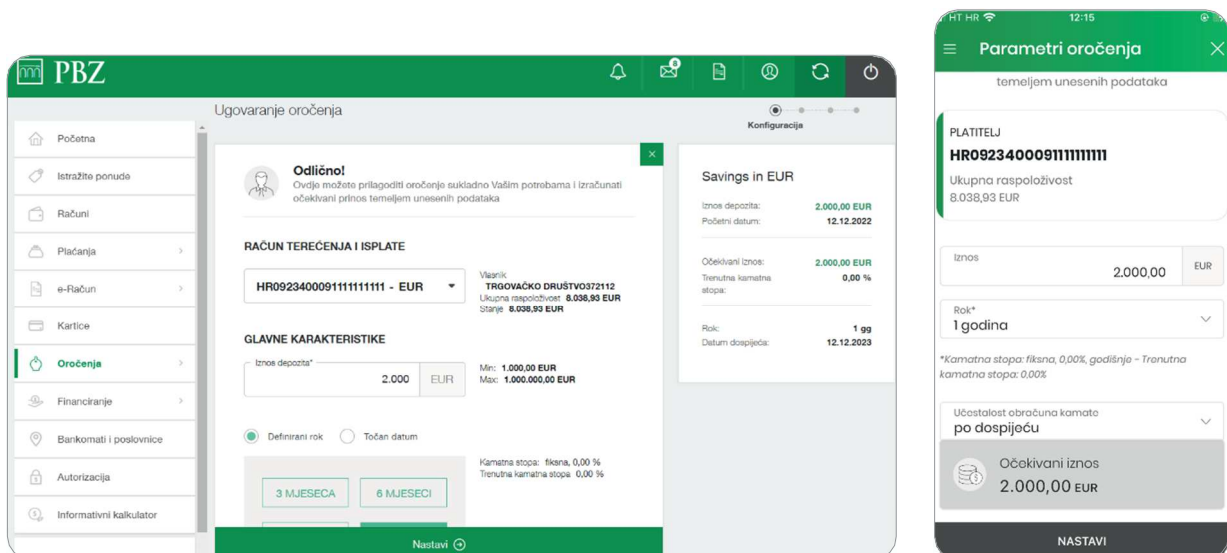 PBZ
8
Ugovaranje oročenja
Konfiguracija
Početna
Istražite ponude
Računi
Plaćanja
e-Račun
Kartice
Oročenja
Financiranje
Bankomati i poslovnice
Autorizacija
Informativni kalkulator
Odlično!
Ovdje možete prilagoditi oročenje sukladno Vašim potrebama i izračunati
očekivani prinos temeljem unesenih podataka
RAČUN TEREĆENJA I ISPLATE
HR0923400091111111111 - EUR
Vlasnik
TRGOVAČKO DRUŠTVO372112
Ukupna raspoloživost 8.038,93 EUR
Stanje 8.038,93 EUR
GLAVNE KARAKTERISTIKE
Iznos depozita*
2.000 EUR
Min: 1.000,00 EUR
Max: 1.000.000,00 EUR
Definirani rok Točan datum
Kamatna stopa: fiksna, 0,00 %
Trenutna kamatna stopa 0,00 %
3 MJESECA 6 MJESECI
Nastavi
Savings in EUR
Iznos depozita: 2.000,00 EUR
Početni datum: 12.12.2022
Očekivani iznos: 2.000,00 EUR
Trenutna kamatna 0,00 %
stopa:
Rok: 1 gg
Datum dospijeća: 12.12.2023
HT HR 12:15
Parametri oročenja
temeljem unesenih podataka
PLATITELJ
HR0923400091111111111
Ukupna raspoloživost
8.038,93 EUR
Iznos
2.000,00 EUR
Rok*
1 godina
*Kamatna stopa: fiksna, 0,00%, godišnje - Trenutna
kamatna stopa: 0,00%
Učestalost obračuna kamate
po dospijeću
Očekivani iznos
2.000,00 EUR
NASTAVI